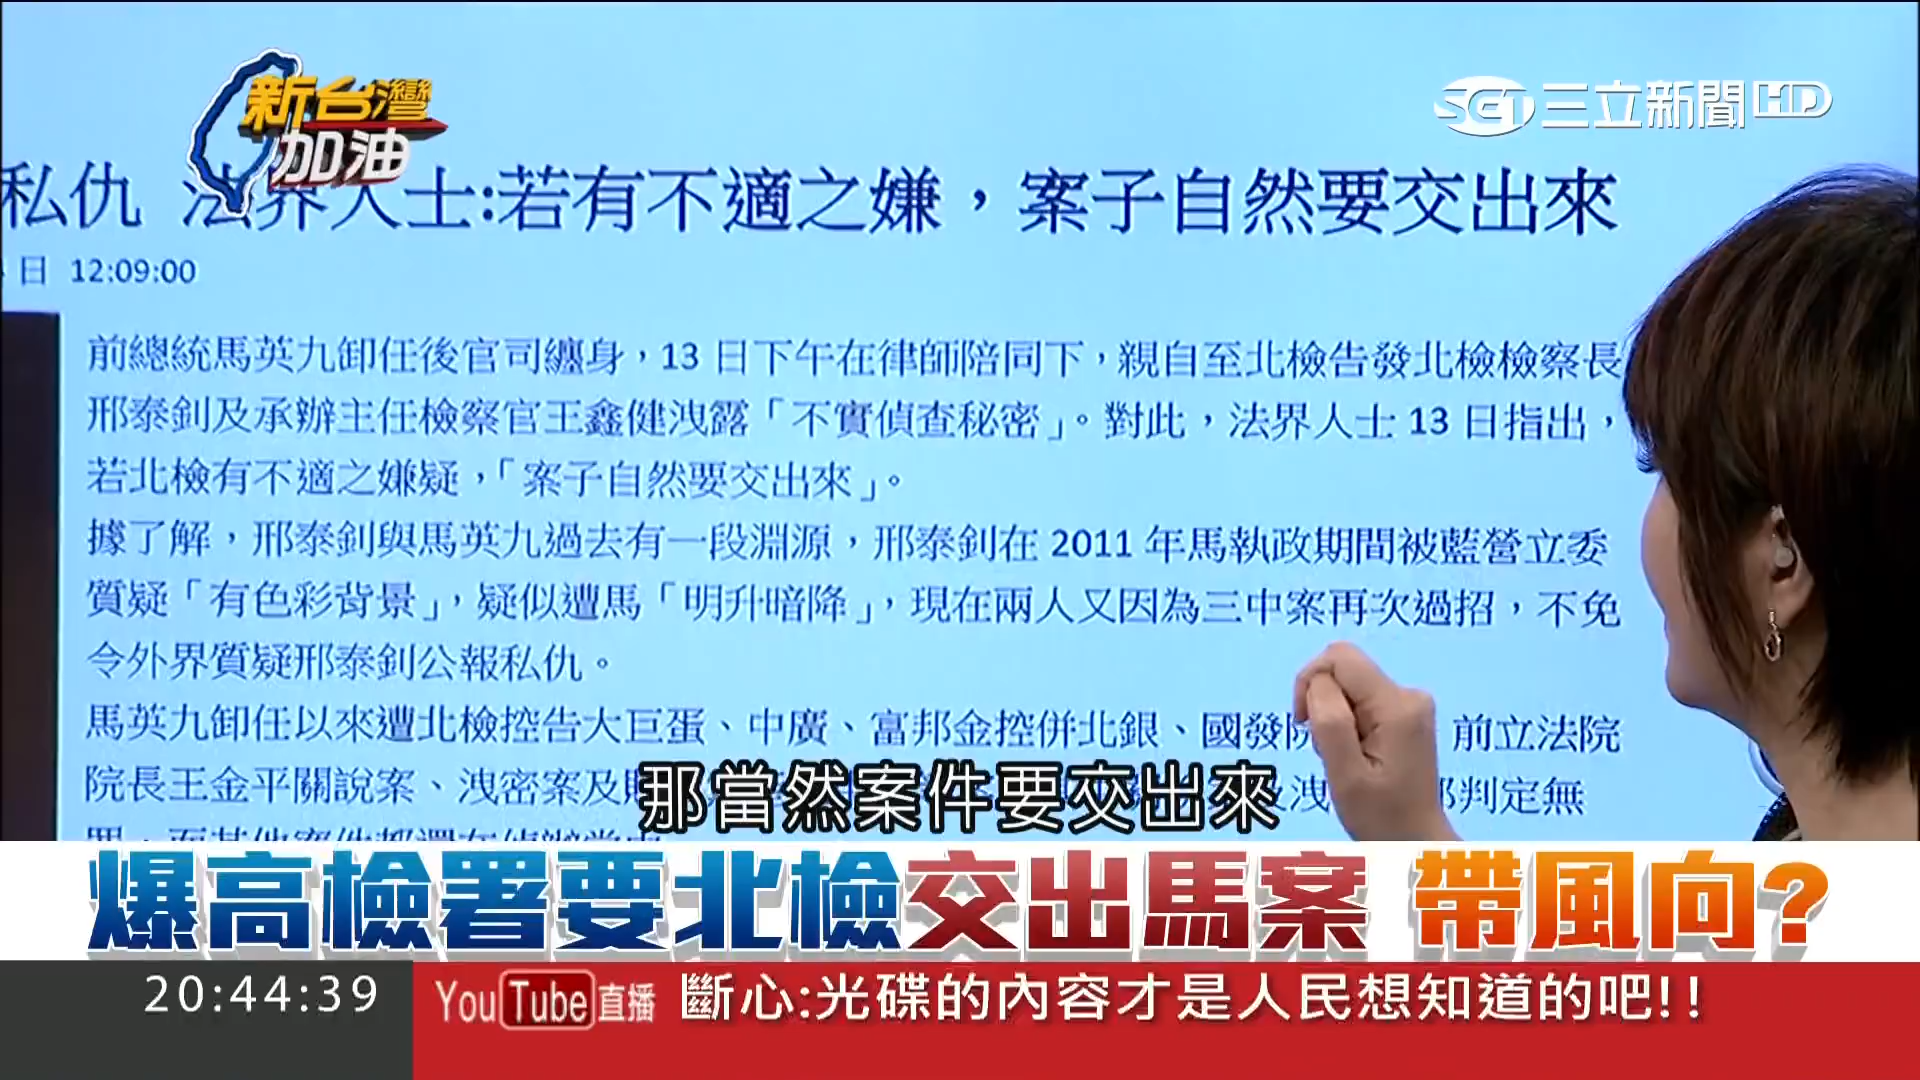 新台灣
加油
SET三立新聞HD
私仇 法界人士:若有不適之嫌，案子自然要交出來
日 12:09:00
前總統馬英九卸任後官司纏身，13 日下午在律師陪同下，親自至北檢告發北檢檢察長
邢泰釗及承辦主任檢察官王鑫健洩露「不實偵查秘密」。對此，法界人士 13 日指出，
若北檢有不適之嫌疑，「案子自然要交出來」。
據了解，邢泰釗與馬英九過去有一段淵源，邢泰釗在 2011 年馬執政期間被藍營立委
質疑「有色彩背景」，疑似遭馬「明升暗降」，現在兩人又因為三中案再次過招，不免
令外界質疑邢泰釗公報私仇。
馬英九卸任以來遭北檢控告大巨蛋、中廣、富邦金控併北銀、國發院 前立法院
院長王金平關說案、洩密案及 洩 判定無
那當然案件要交出來
爆高檢署要北檢交出馬案 帶風向?
20:44:39
YouTube直播 斷心:光碟的內容才是人民想知道的吧!!